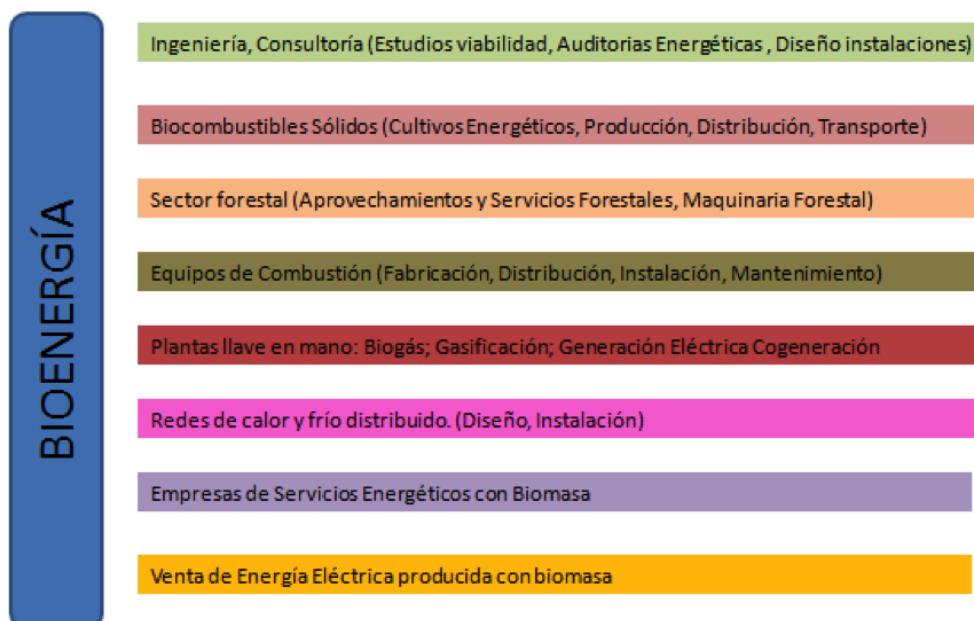 BIOENERGÍA
Ingeniería, Consultoría (Estudios viabilidad, Auditorias Energéticas , Diseño instalaciones)
Biocombustibles Sólidos (Cultivos Energéticos, Producción, Distribución, Transporte)
Sector forestal (Aprovechamientos y Servicios Forestales, Maquinaria Forestal)
Equipos de Combustión (Fabricación, Distribución, Instalación, Mantenimiento)
Plantas llave en mano: Biogás; Gasificación; Generación Eléctrica Cogeneración
Redes de calor y frío distribuido. (Diseño, Instalación)
Empresas de Servicios Energéticos con Biomasa
Venta de Energía Eléctrica producida con biomasa